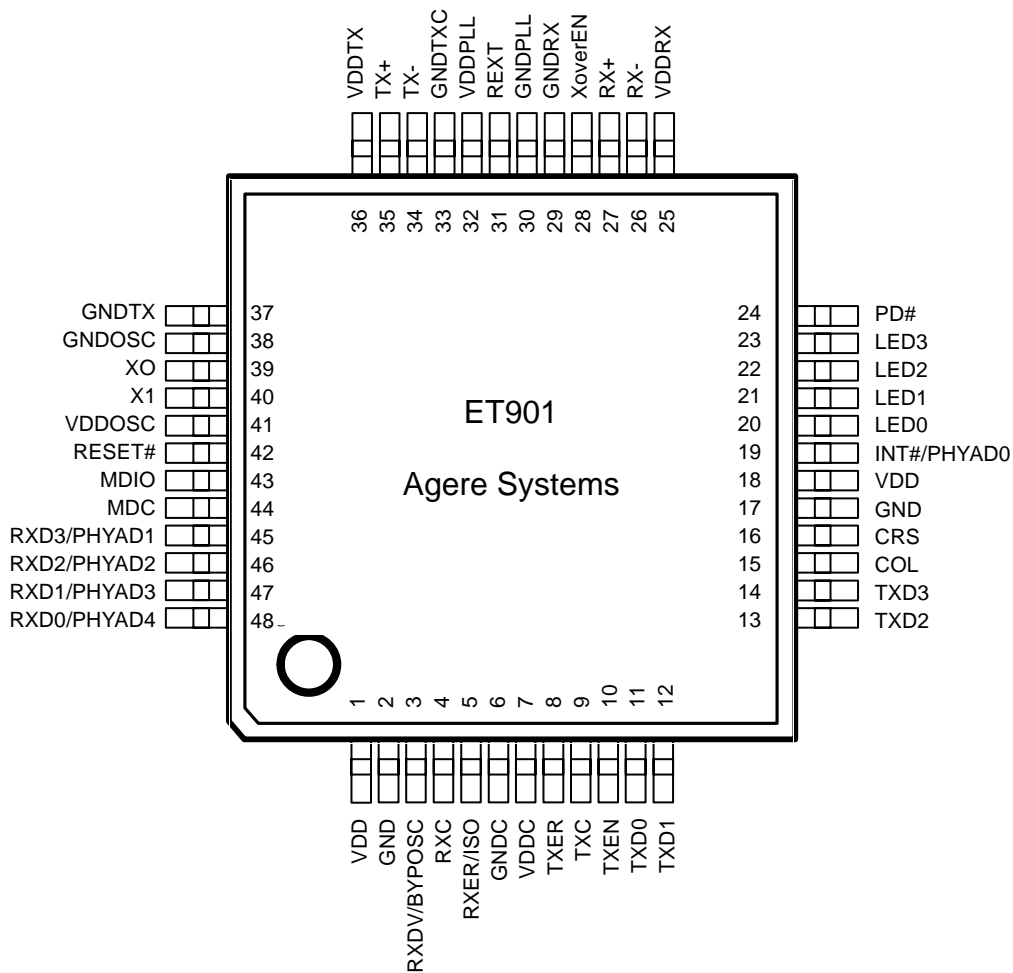 VDDTX
TX+
TX-
GNDTXC
VDDPLL
REXT
GNDPLL
GNDRX
XoverEN
RX+
RX-
VDDRX
36
35
34
33
32
31
30
29
28
27
26
25
GNDTX 37
GNDOSC 38
XO 39
X1 40
VDDOSC 41
RESET# 42
MDIO 43
MDC 44
RXD3/PHYAD1 45
RXD2/PHYAD2 46
RXD1/PHYAD3 47
RXD0/PHYAD4 48
ET901
Agere Systems
24 PD#
23 LED3
22 LED2
21 LED1
20 LED0
19 INT#/PHYAD0
18 VDD
17 GND
16 CRS
15 COL
14 TXD3
13 TXD2
1
2
3
4
5
6
7
8
9
10
11
12
VDD
GND
RXDV/BYPOSC
RXC
RXER/ISO
GNDC
VDDC
TXER
TXC
TXEN
TXD0
TXD1